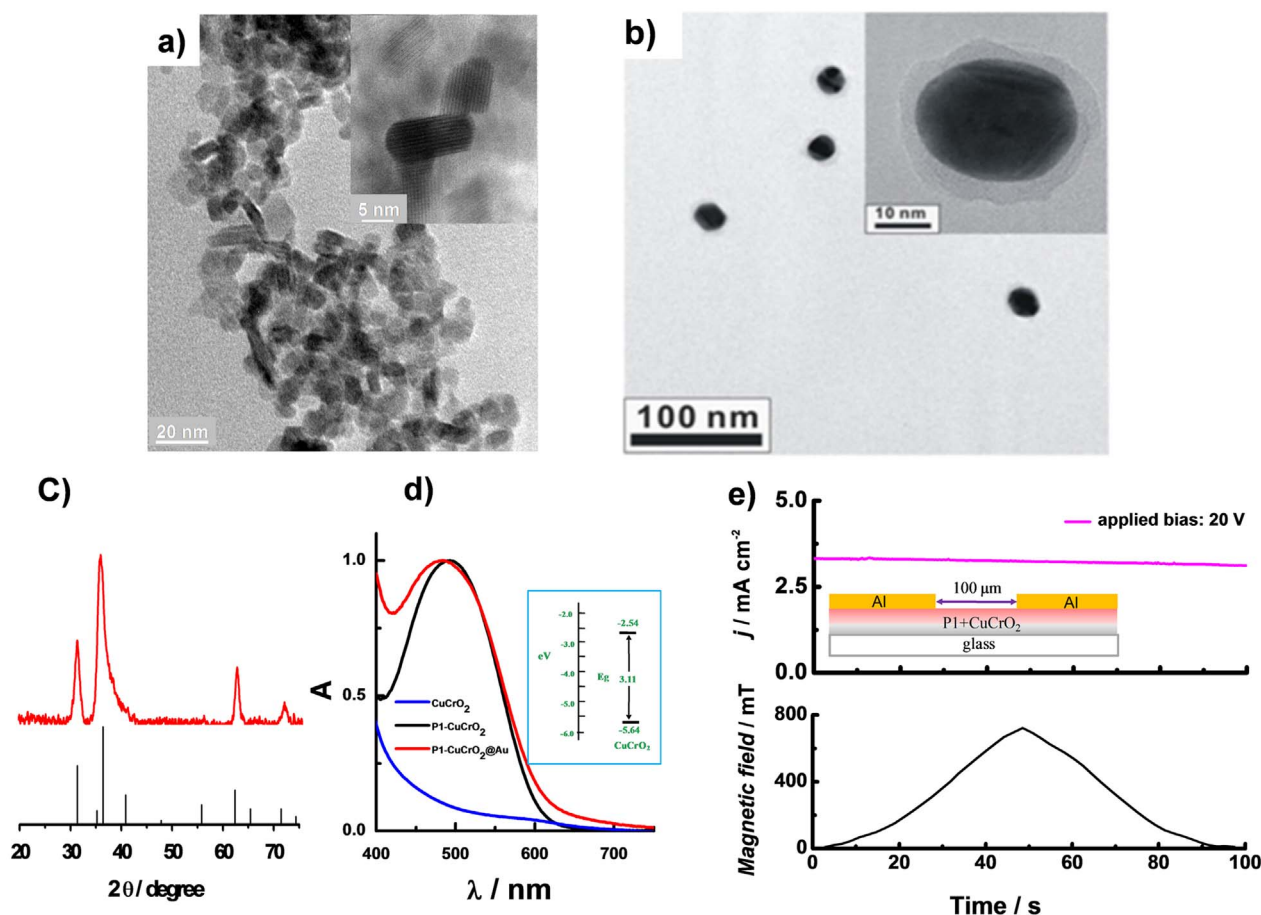 a)
5 nm
20 nm
b)
10 nm
100 nm
C)
20 30 40 50 60 70
2θ / degree
d)
1.0
0.5
0.0
A
CuCrO₂
P1-CuCrO₂
P1-CuCrO₂@Au
-2.0
-3.0
-4.0
-5.0
-6.0
eV
Eg
-2.54
3.11
-5.64
CuCrO₂
400 500 600 700
λ / nm
e)
5.0
2.5
0.0
j / mA cm⁻²
applied bias: 20 V
100 μm
Al
Al
P1+CuCrO₂
glass
800
400
0
Magnetic field / mT
20 40 60 80 100
Time / s